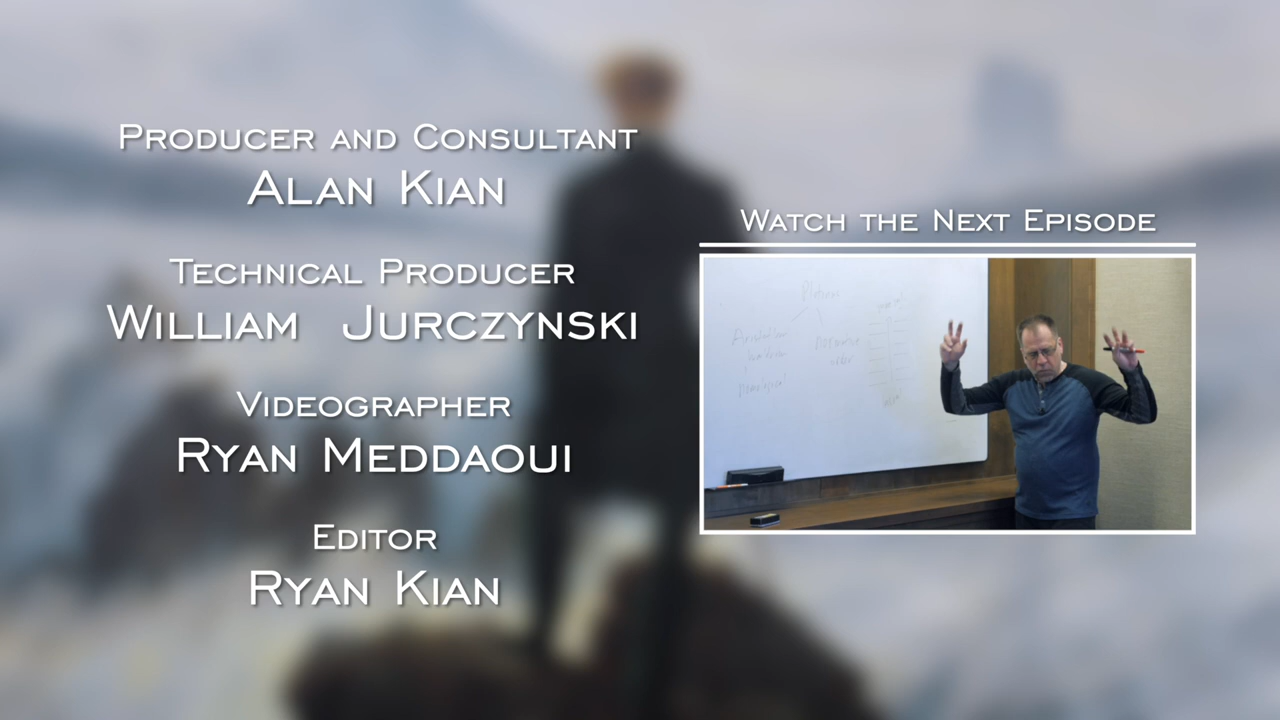 Producer and Consultant
Alan Kian
Technical Producer
William Jurczynski
Videographer
Ryan Meddaoui
Editor
Ryan Kian
Watch the Next Episode